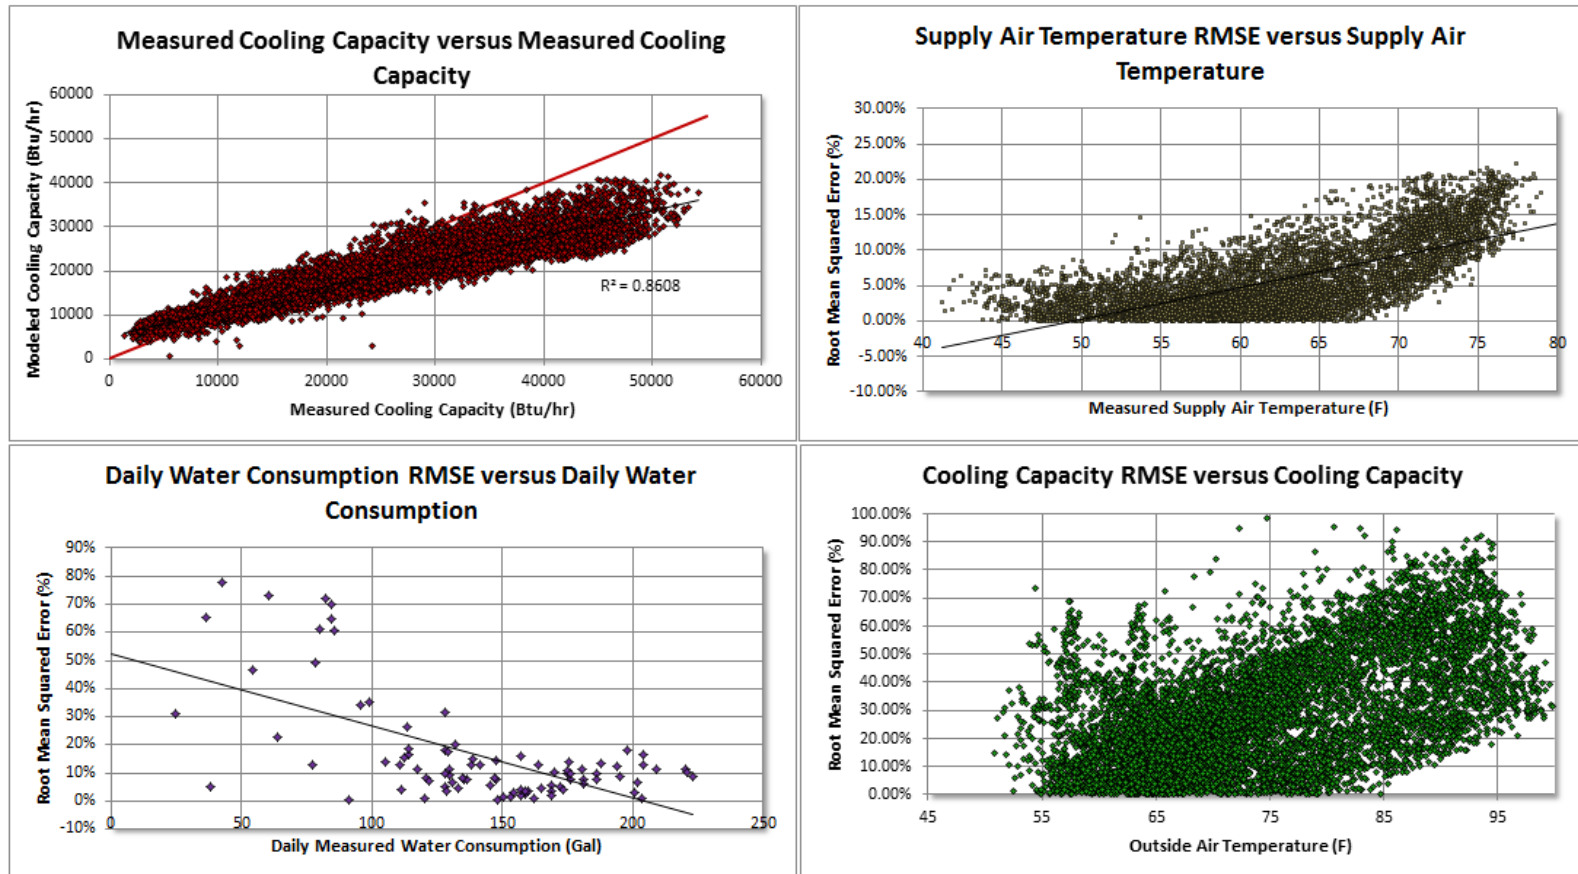 Measured Cooling Capacity versus Measured Cooling
Capacity
Modeled Cooling Capacity (Btu/hr)
60000
50000
40000
30000
20000
10000
0
R² = 0.8608
0 10000 20000 30000 40000 50000 60000
Measured Cooling Capacity (Btu/hr)
Supply Air Temperature RMSE versus Supply Air
Temperature
Root Mean Squared Error (%)
30.00%
25.00%
20.00%
15.00%
10.00%
5.00%
0.00%
40 45 50 55 60 65 70 75 80
-5.00%
-10.00%
Measured Supply Air Temperature (F)
Daily Water Consumption RMSE versus Daily Water
Consumption
Root Mean Squared Error (%)
90%
80%
70%
60%
50%
40%
30%
20%
10%
0%
-10%
0 50 100 150 200 250
Daily Measured Water Consumption (Gal)
Cooling Capacity RMSE versus Cooling Capacity
Root Mean Squared Error (%)
100.00%
90.00%
80.00%
70.00%
60.00%
50.00%
40.00%
30.00%
20.00%
10.00%
0.00%
45 55 65 75 85 95
Outside Air Temperature (F)